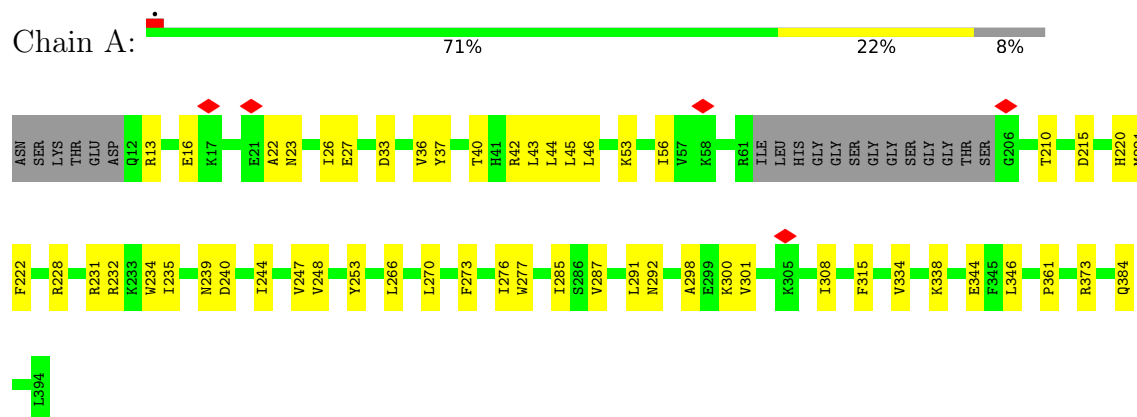 Chain A:
71% 22% 8%
ASN SER LYS THR GLU ASP Q12 R13 E16 K17 E21 A22 N23 I26 E27 D33 V36 Y37 T40 H41 R42 L43 L44 L45 L46 K53 I56 V57 K58 R61 ILE LEU HIS GLY GLY SER GLY GLY SER GLY GLY THR SER G206 T210 D215 H220
F222 R228 R231 R232 K233 W234 I235 N239 D240 I244 V247 V248 Y253 L266 L270 F273 I276 W277 I285 S286 V287 L291 N292 A298 E299 K300 V301 K305 I308 F315 V334 K338 E344 F345 L346 P361 R373 Q384
L394